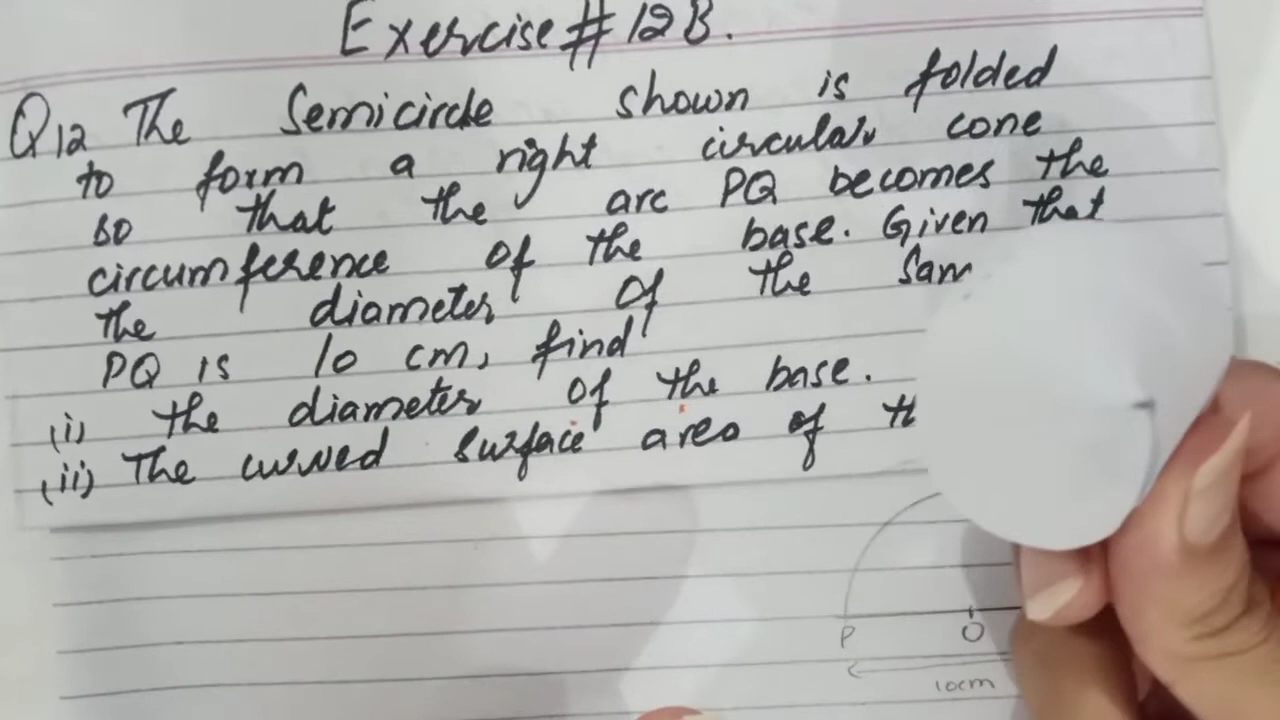 Exercise # 12B.
Q12 The Semicircle shown is folded
to form a right circular cone
so that the arc PQ becomes the
circumference of the base. Given that
the diameter of the Sam
PQ is 10 cm, find
(i) the diameter of the base.
(ii) The curved surface area of th
P O
10cm